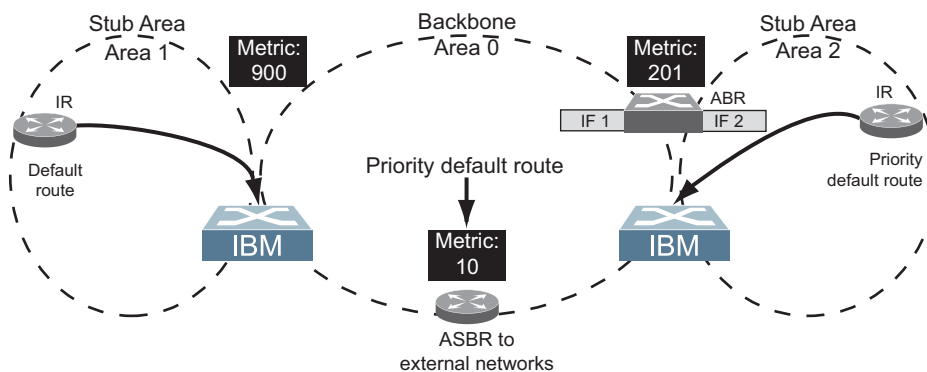 Stub Area
Area 1
Metric:
900
Backbone
Area 0
Metric:
201
Stub Area
Area 2
IR
Default
route
IF 1
ABR
IF 2
IR
Priority
default route
Priority default route
IBM
Metric:
10
IBM
ASBR to
external networks